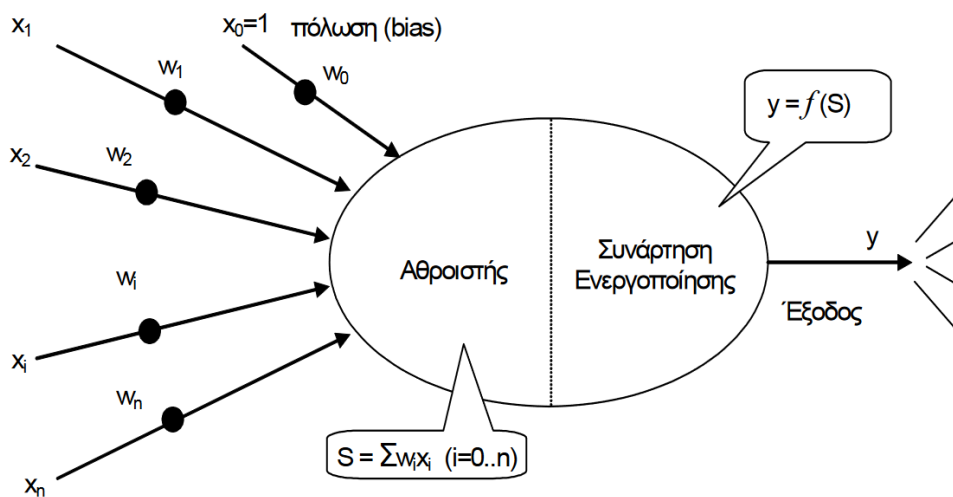 x₁
x₀=1 πόλωση (bias)
w₁
w₀
y = f (S)
x₂
w₂
y
Αθροιστής
Συνάρτηση
Ενεργοποίησης
wᵢ
Έξοδος
xᵢ
wₙ
S = Σwᵢxᵢ (i=0..n)
xₙ